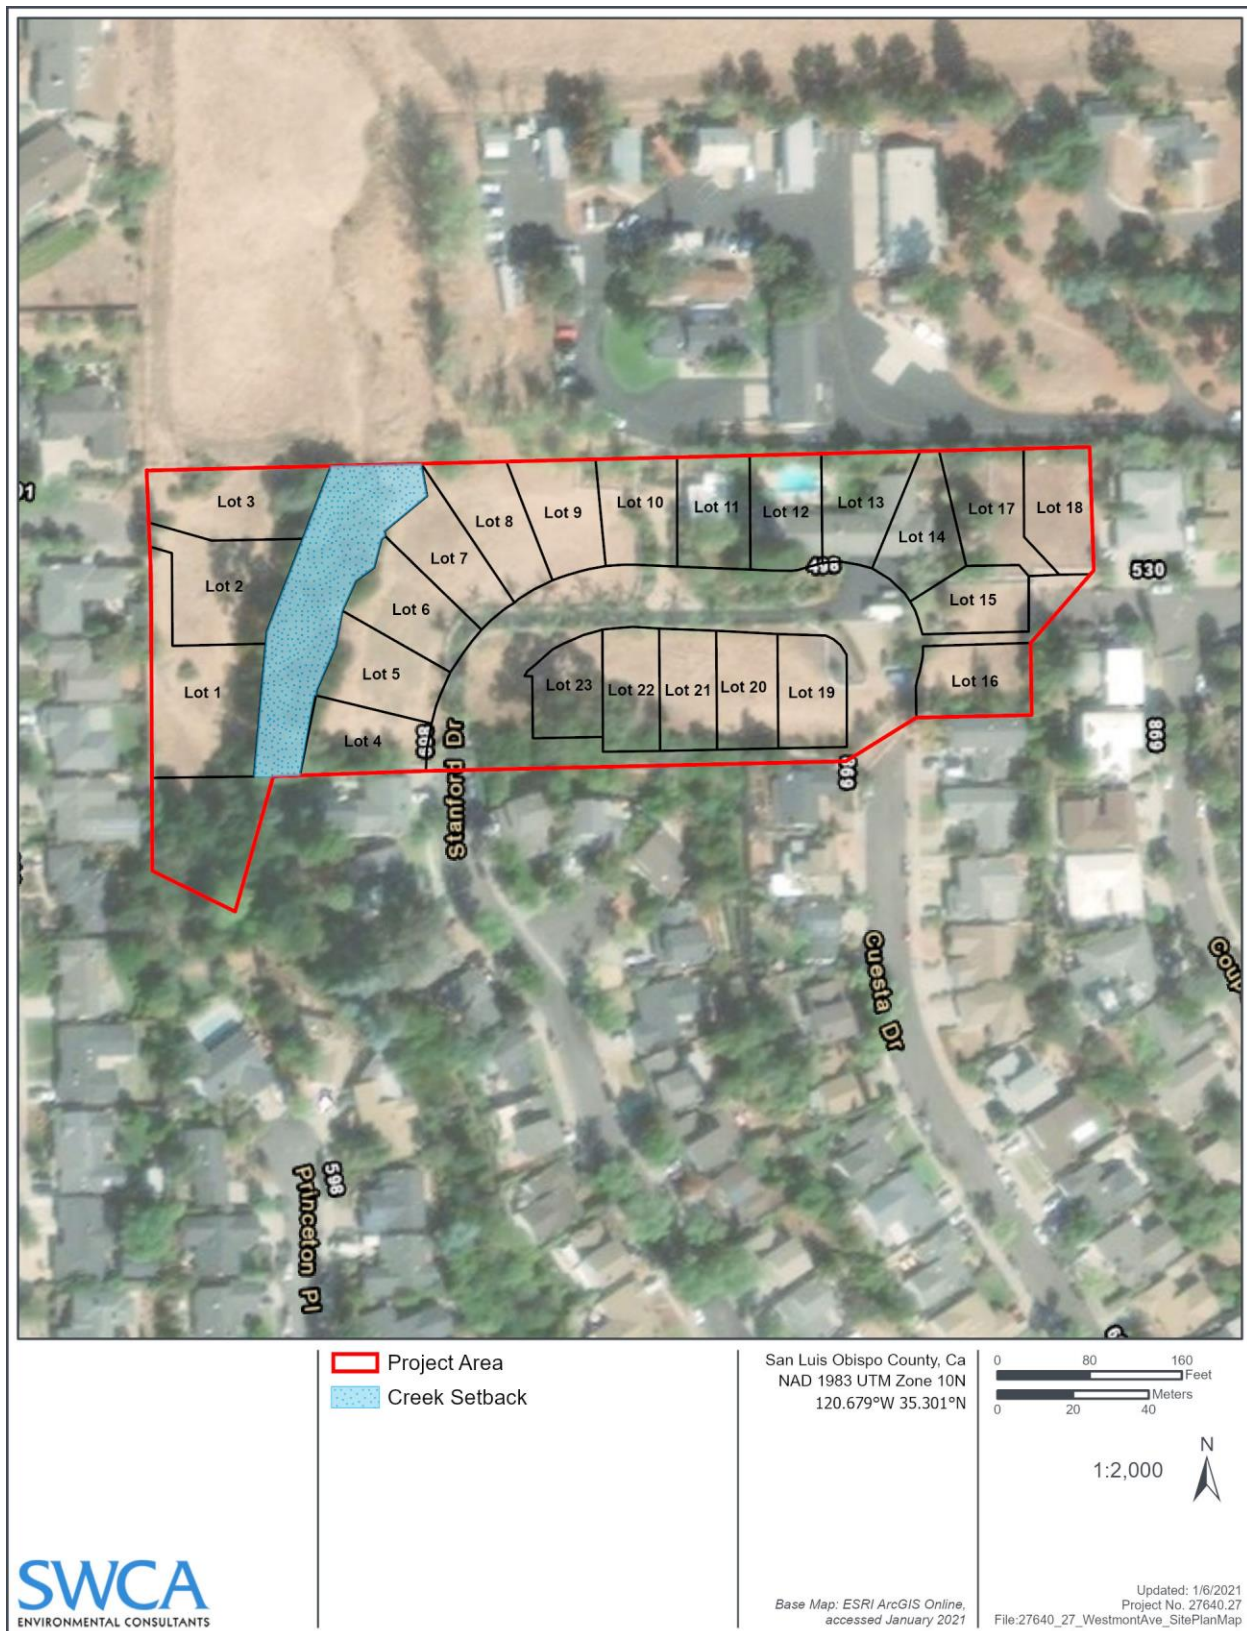 Lot 3
Lot 2
Lot 1
Lot 4
Lot 5
Lot 6
Lot 7
Lot 8
Lot 9
Lot 10
Lot 11
Lot 12
Lot 13
Lot 14
Lot 17
Lot 18
Lot 15
Lot 16
Lot 23
Lot 22
Lot 21
Lot 20
Lot 19
498
530
698
Stanford Dr
698
698
Cuesta Dr
598
Princeton Pl
Project Area
Creek Setback
San Luis Obispo County, Ca
NAD 1983 UTM Zone 10N
120.679°W 35.301°N
0 80 160
Feet
Meters
0 20 40
1:2,000
N
SWCA
ENVIRONMENTAL CONSULTANTS
Base Map: ESRI ArcGIS Online,
accessed January 2021
Updated: 1/6/2021
Project No. 27640.27
File:27640_27_WestmontAve_SitePlanMap